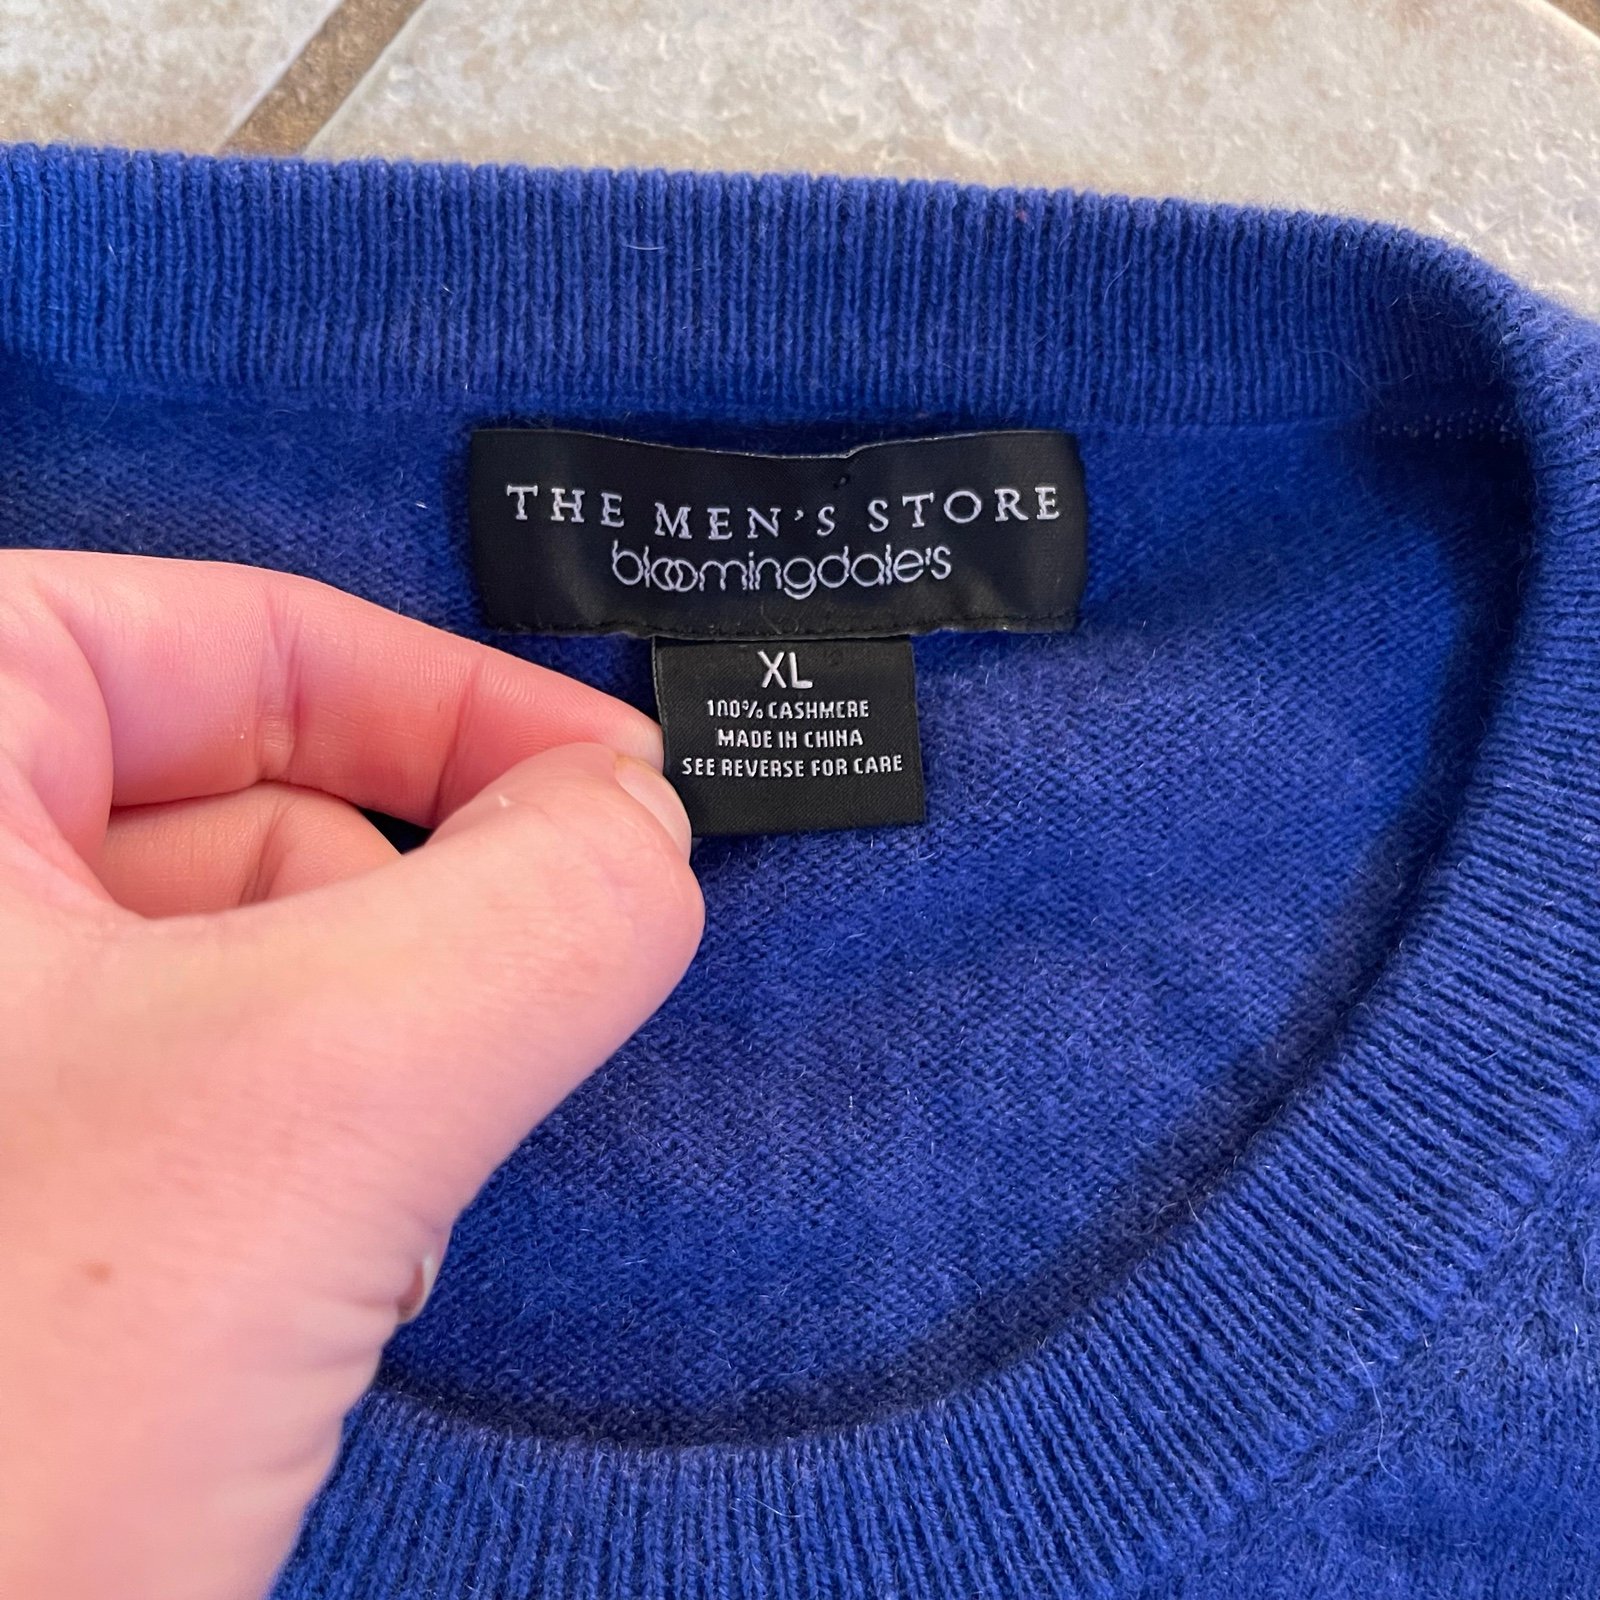 THE MEN'S STORE
bloomingdale's
XL
100% CASHMERE
MADE IN CHINA
SEE REVERSE FOR CARE